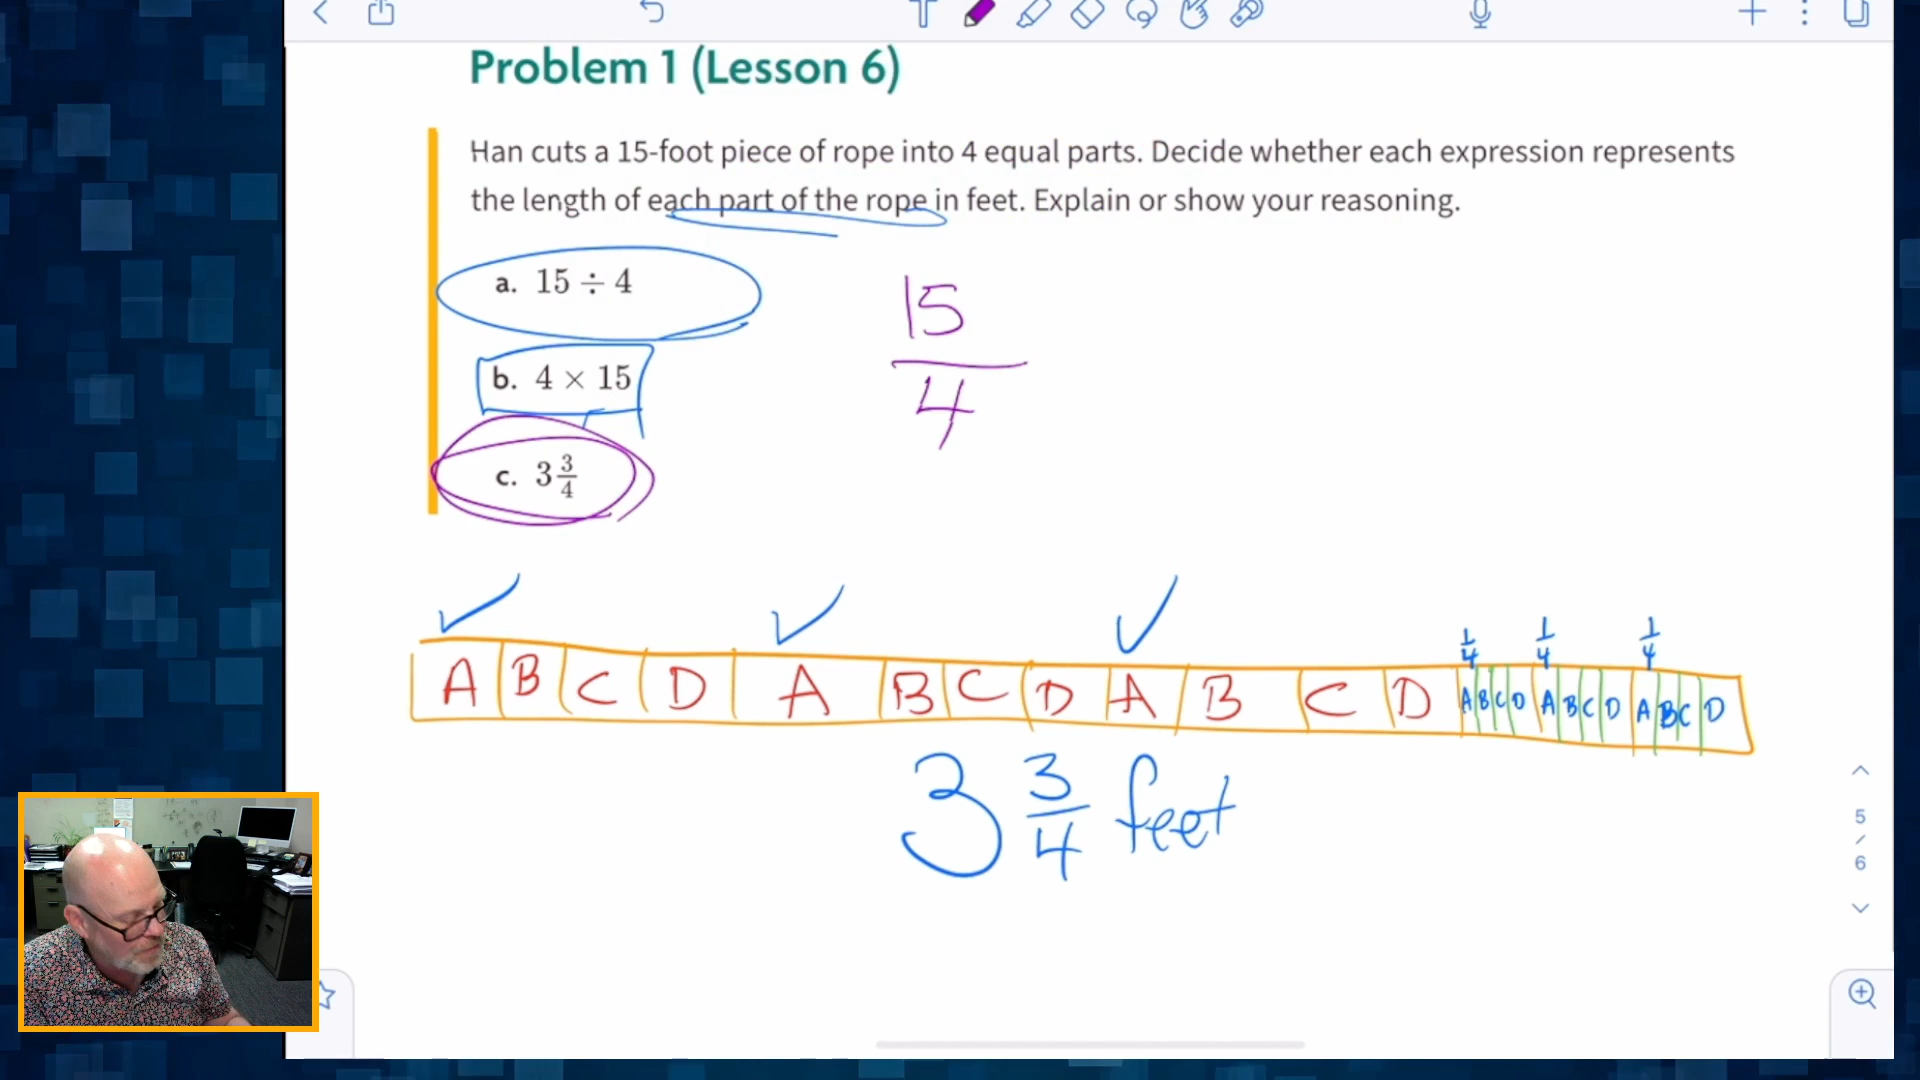 Problem 1 (Lesson 6)
Han cuts a 15-foot piece of rope into 4 equal parts. Decide whether each expression represents
the length of each part of the rope in feet. Explain or show your reasoning.
a. 15 ÷ 4
15
4
b. 4 × 15
c. 3 3/4
1/4 1/4 1/4
A B C D A B C D A B C D A B C D A B C D A B C D
3 3/4 feet
5
/
6